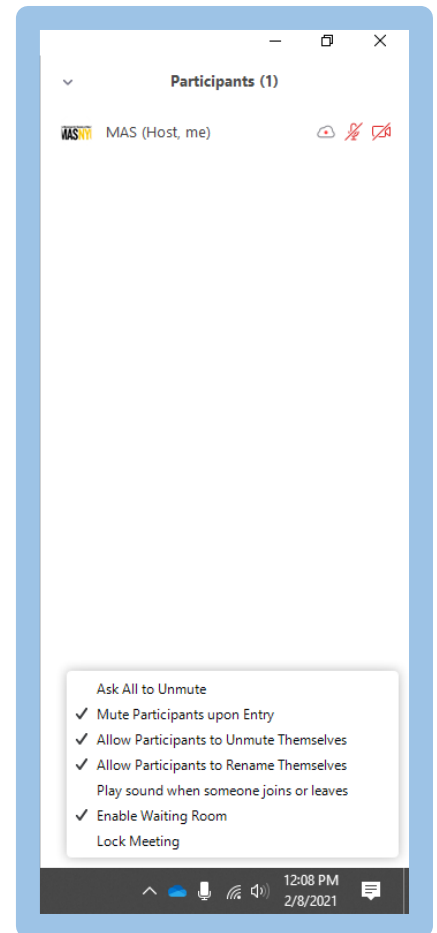 Participants (1)
MASNYC
MAS (Host, me)
Ask All to Unmute
✓ Mute Participants upon Entry
✓ Allow Participants to Unmute Themselves
✓ Allow Participants to Rename Themselves
Play sound when someone joins or leaves
✓ Enable Waiting Room
Lock Meeting
12:08 PM
2/8/2021